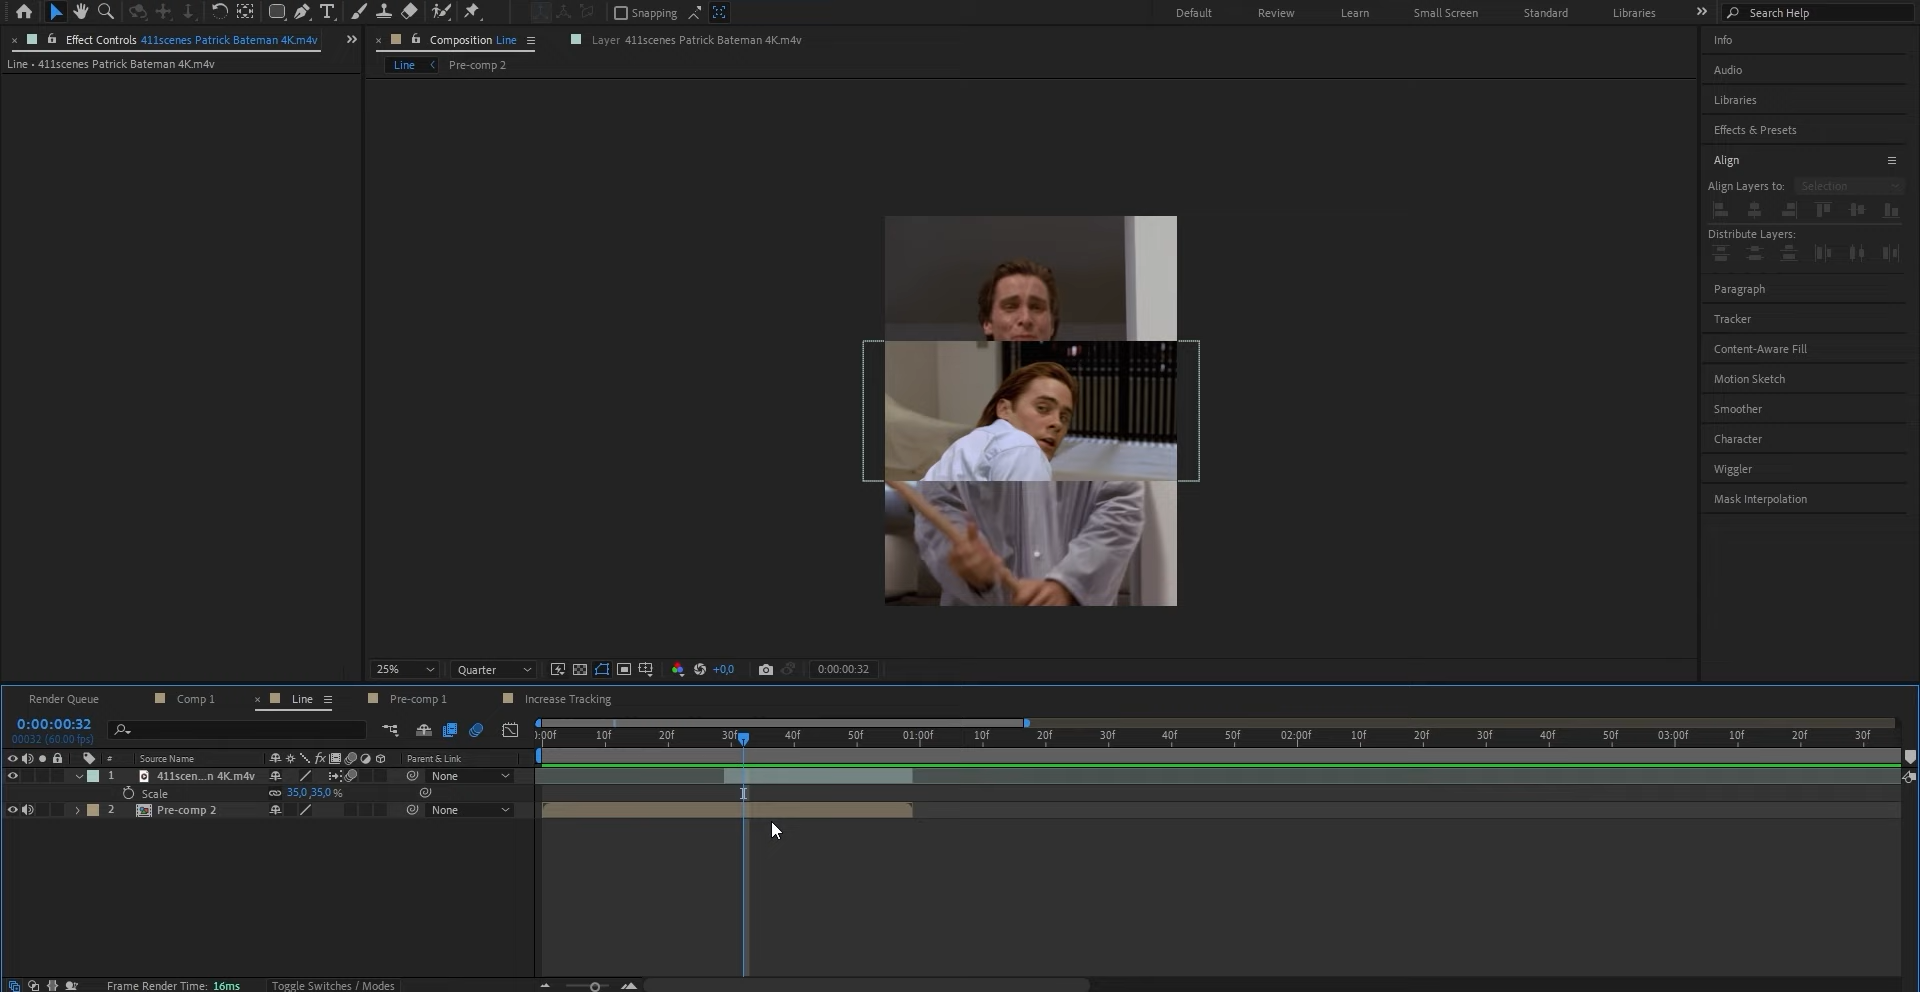 Snapping
Default
Review
Learn
Small Screen
Standard
Libraries
Search Help
Effect Controls 411scenes Patrick Bateman 4K.m4v
Composition Line
Layer 411scenes Patrick Bateman 4K.m4v
Line • 411scenes Patrick Bateman 4K.m4v
Line
Pre-comp 2
Info
Audio
Libraries
Effects & Presets
Align
Align Layers to:
Selection
Distribute Layers:
Paragraph
Tracker
Content-Aware Fill
Motion Sketch
Smoother
Character
Wiggler
Mask Interpolation
25%
Quarter
+0,0
0:00:00:32
Render Queue
Comp 1
Line
Pre-comp 1
Increase Tracking
0:00:00:32
00032 (60.00 fps)
):00f 10f 20f 30f 40f 50f 01:00f 10f 20f 30f 40f 50f 02:00f 10f 20f 30f 40f 50f 03:00f 10f 20f 30f
# Source Name fx Parent & Link
1 411scen...n 4K.m4v None
Scale 35,0,35,0 %
2 Pre-comp 2 None
Frame Render Time: 16ms
Toggle Switches / Modes